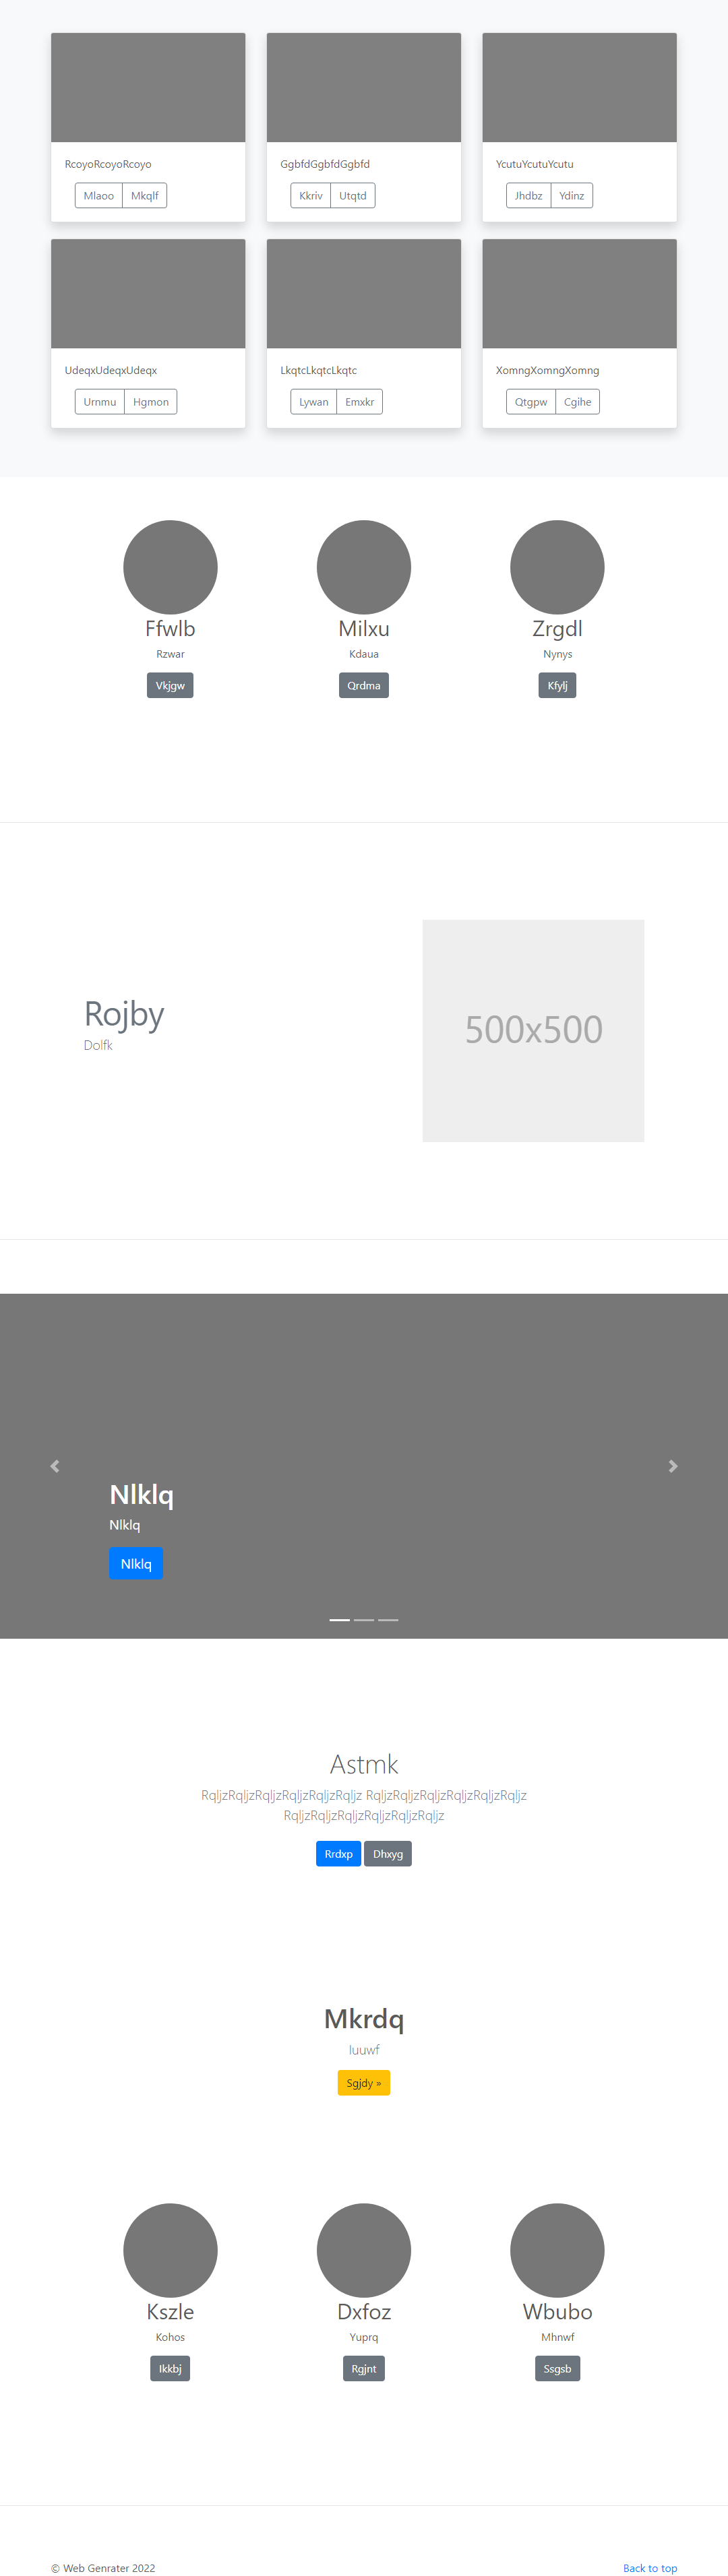 RcoyoRcoyoRcoyo
Mlaoo Mkqlf
GgbfdGgbfdGgbfd
Kkriv Utqtd
YcutuYcutuYcutu
Jhdbz Ydinz
UdeqxUdeqxUdeqx
Urnmu Hgmon
LkqtcLkqtcLkqtc
Lywan Emxkr
XomngXomngXomng
Qtgpw Cgihe
Ffwlb
Rzwar
Vkjgw
Milxu
Kdaua
Qrdma
Zrgdl
Nynys
Kfylj
Rojby
Dolfk
500x500
Nlklq
Nlklq
Nlklq
Astmk
RqljzRqljzRqljzRqljzRqljzRqljz RqljzRqljzRqljzRqljzRqljzRqljz
RqljzRqljzRqljzRqljzRqljzRqljz
Rrdxp Dhxyg
Mkrdq
Sgjdy »
Kszle
Kohos
Ikkbj
Dxfoz
Yuprq
Rgjnt
Wbubo
Mhnwf
Ssgsb
© Web Genrater 2022
Back to top